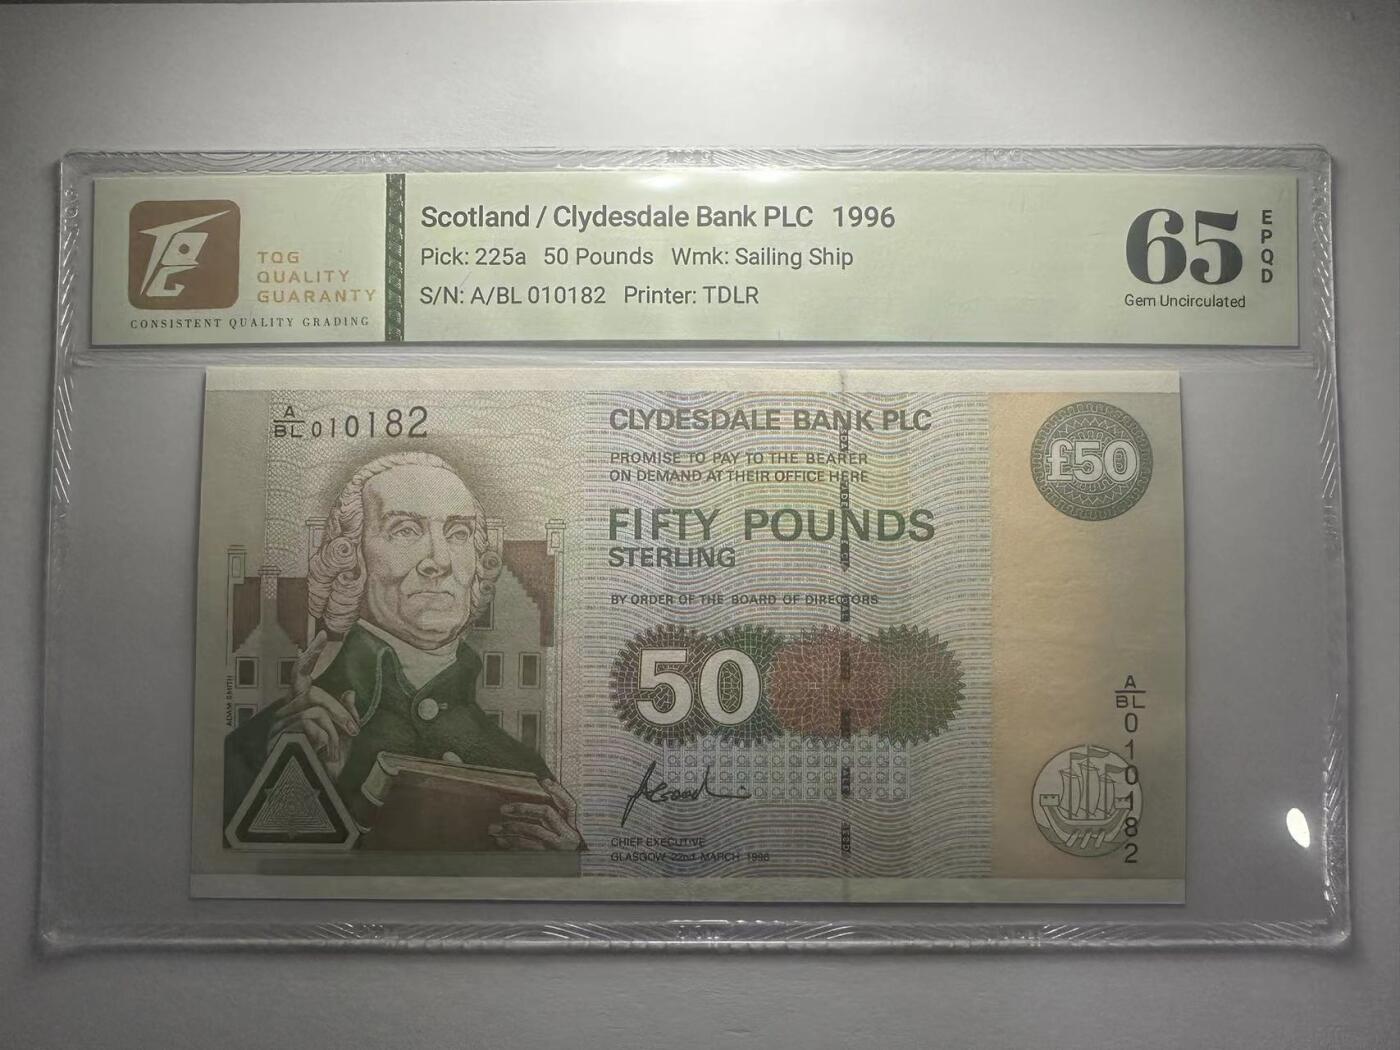 TQG
QUALITY
GUARANTY
CONSISTENT QUALITY GRADING
Scotland / Clydesdale Bank PLC 1996
Pick: 225a 50 Pounds Wmk: Sailing Ship
S/N: A/BL 010182 Printer: TDLR
65
EPQD
Gem Uncirculated
A
BL 010182
CLYDESDALE BANK PLC
PROMISE TO PAY TO THE BEARER
ON DEMAND AT THEIR OFFICE HERE
FIFTY POUNDS
STERLING
BY ORDER OF THE BOARD OF DIRECTORS
£50
ADAM SMITH
50
CHIEF EXECUTIVE
GLASGOW 22nd MARCH 1996
A
BL
010182